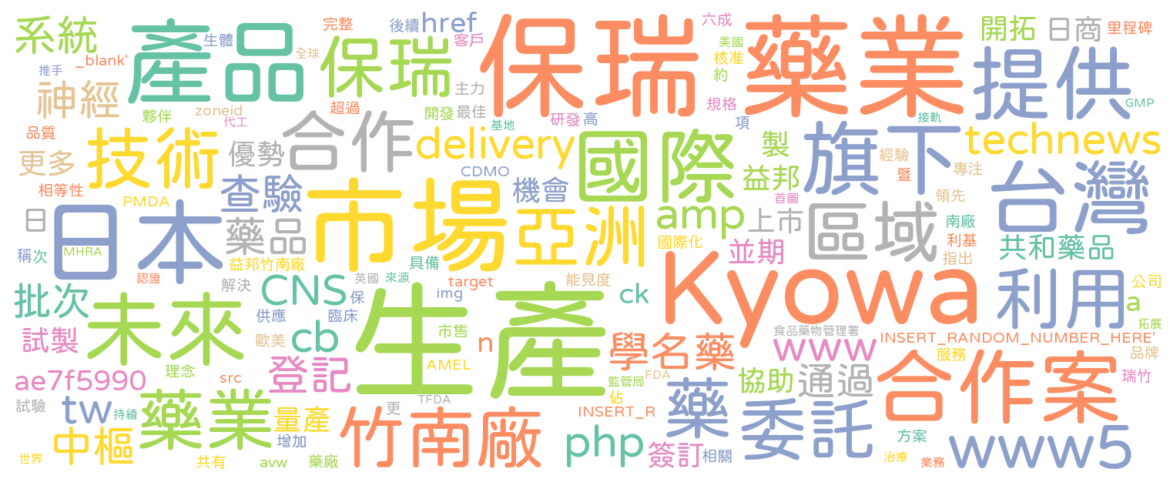 系統
_blank'
推手
產品
生體
全球
完整
保瑞
後續
href
客戶
主力
保瑞
藥業
六成
美國
核准
約
規格
項
開拓
日商
里程碑
提供
GMP
接軌
神經
夥伴
zoneid
代工
超過
開發
最佳
基地
研發
高
品質
更多
相等性
技術
優勢
合作
delivery
CDMO
機會
國際
製
益邦
首圖
旗下
經驗
暨
專注
領先
technews
台灣
PMDA
查驗
市場
亞洲
amp
上市
區域
南廠
利基
指出
共和藥品
日
稱
次
MHRA
日本
認證
藥品
益邦竹南廠
解決
英國
來源
具備
target
能見度
國際化
並期
Kyowa
利用
公司
a
拓展
批次
未來
CNS
供應
保
臨床
img
生產
ck
食品藥物管理署
www
INSERT_RANDOM_NUMBER_HERE'
試製
理念
cb
歐美
市售
n
學名藥
服務
品牌
瑞竹
ae7f5990
src
登記
AMEL
監管局
FDA
佔
協助
通過
合作案
試驗
tw
持續
藥業
量產
更
TFDA
INSERT_R
藥
委託
方案
世界
中樞
共有
avw
增加
藥廠
竹南廠
php
簽訂
相關
治療
業務
www5